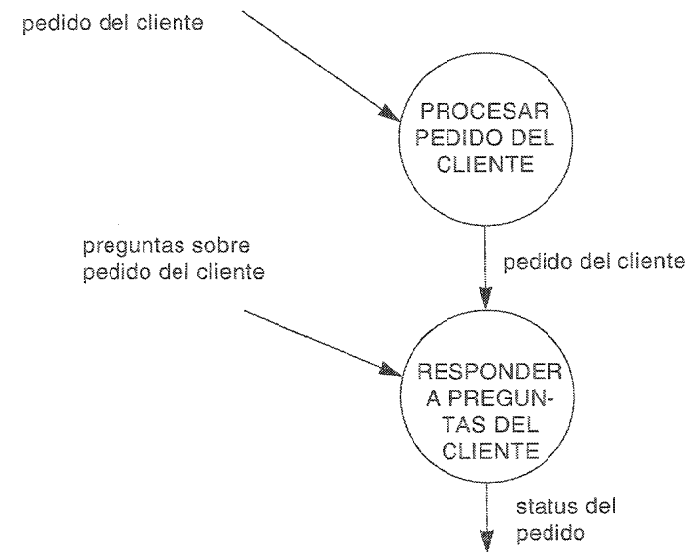 pedido del cliente
PROCESAR
PEDIDO DEL
CLIENTE
preguntas sobre
pedido del cliente
pedido del cliente
RESPONDER
A PREGUN-
TAS DEL
CLIENTE
status del
pedido